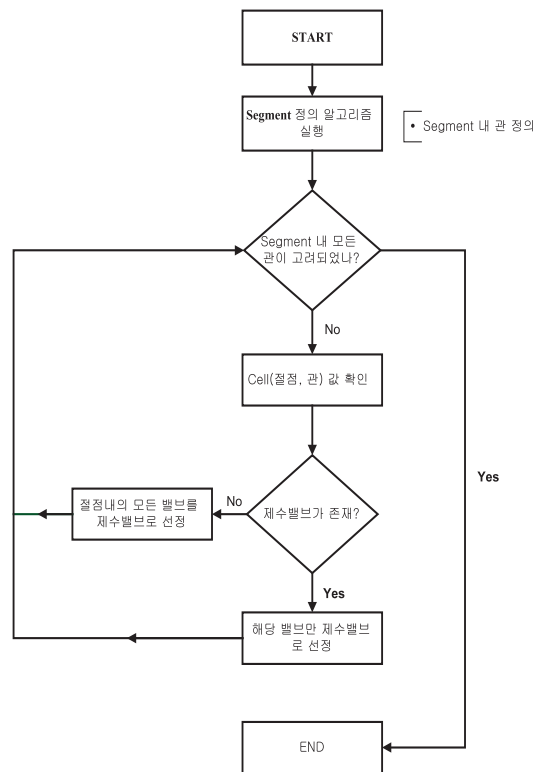 START
Segment 정의 알고리즘
실행
• Segment 내 관 정의
Segment 내 모든
관이 고려되었나?
No
Cell(절점, 관) 값 확인
Yes
제수밸브가 존재?
No
절점내의 모든 밸브를
제수밸브로 선정
Yes
해당 밸브만 제수밸브
로 선정
END